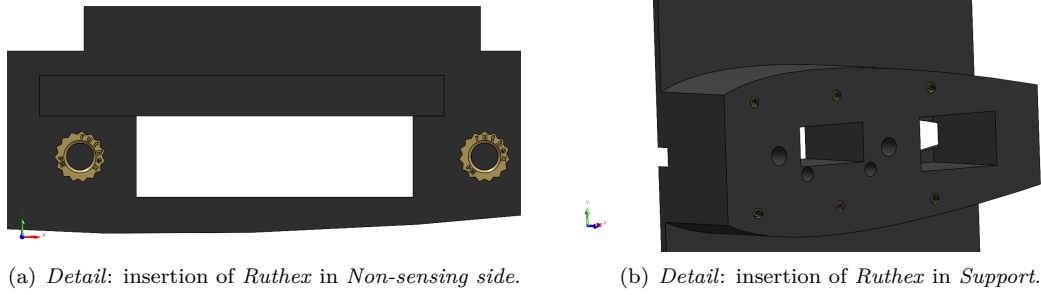 (a) Detail: insertion of Ruthex in Non-sensing side.
(b) Detail: insertion of Ruthex in Support.